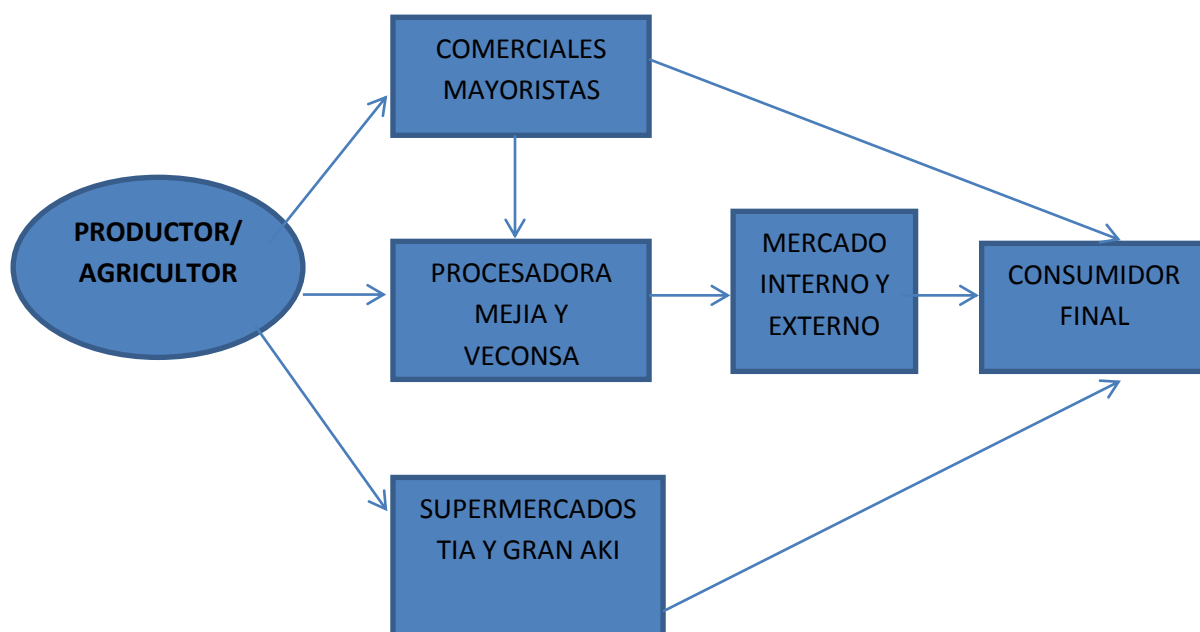 COMERCIALES
MAYORISTAS
PRODUCTOR/
AGRICULTOR
PROCESADORA
MEJIA Y
VECONSA
MERCADO
INTERNO Y
EXTERNO
CONSUMIDOR
FINAL
SUPERMERCADOS
TIA Y GRAN AKI